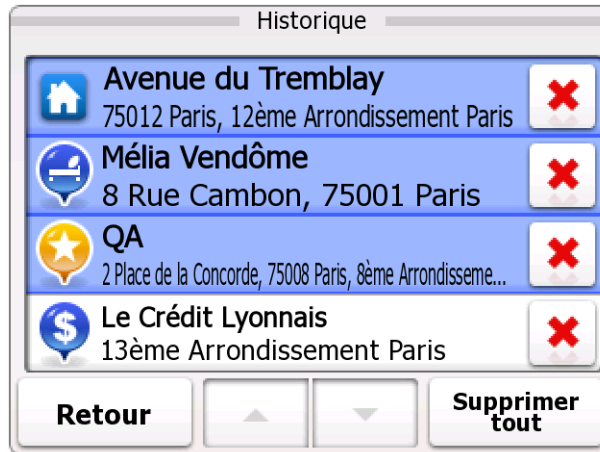 Historique
Avenue du Tremblay
75012 Paris, 12ème Arrondissement Paris
Mélia Vendôme
8 Rue Cambon, 75001 Paris
QA
2 Place de la Concorde, 75008 Paris, 8ème Arrondisseme...
Le Crédit Lyonnais
13ème Arrondissement Paris
Retour
Supprimer
tout